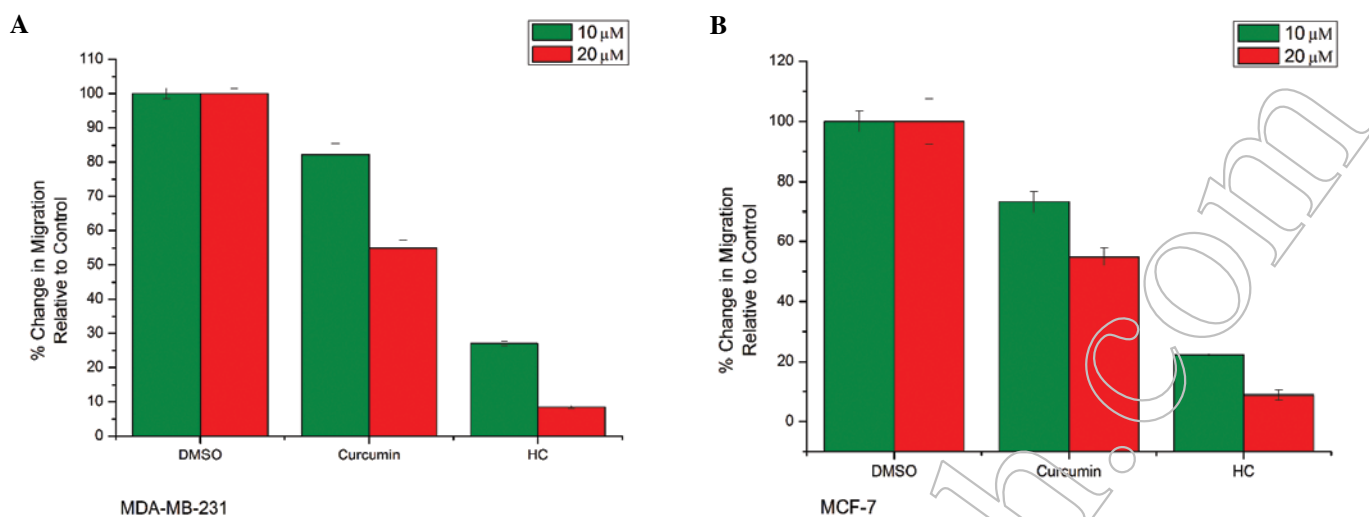 A
10 μM
20 μM
110
100
90
80
70
60
50
40
30
20
10
0
% Change in Migration
Relative to Control
DMSO Curcumin HC
MDA-MB-231
B
10 μM
20 μM
120
100
80
60
40
20
0
% Change in Migration
Relative to Control
DMSO Curcumin HC
MCF-7
h.com